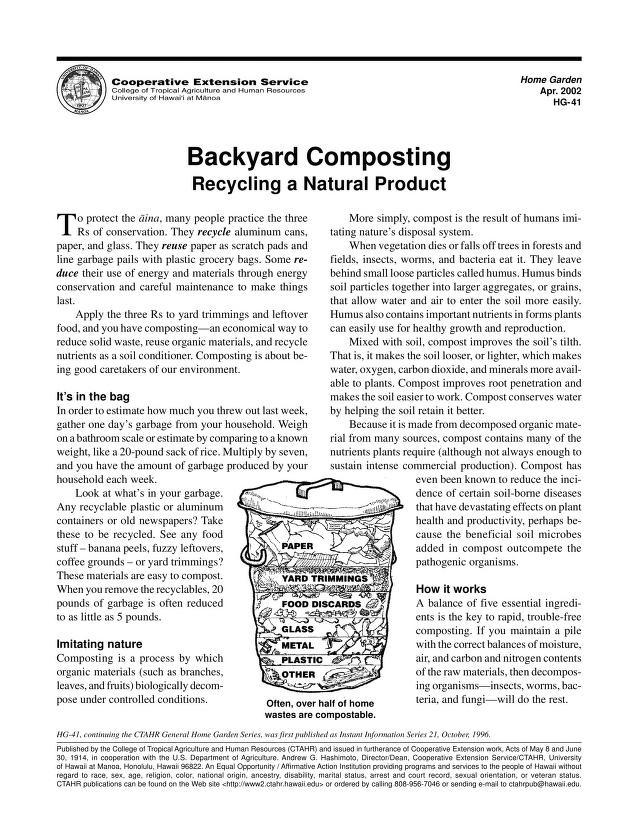 Cooperative Extension Service
College of Tropical Agriculture and Human Resources
University of Hawai'i at Mānoa
Home Garden
Apr. 2002
HG-41
Backyard Composting
Recycling a Natural Product
To protect the āina, many people practice the three
Rs of conservation. They recycle aluminum cans,
paper, and glass. They reuse paper as scratch pads and
line garbage pails with plastic grocery bags. Some re-
duce their use of energy and materials through energy
conservation and careful maintenance to make things
last.
Apply the three Rs to yard trimmings and leftover
food, and you have composting—an economical way to
reduce solid waste, reuse organic materials, and recycle
nutrients as a soil conditioner. Composting is about be-
ing good caretakers of our environment.
It's in the bag
In order to estimate how much you threw out last week,
gather one day's garbage from your household. Weigh
on a bathroom scale or estimate by comparing to a known
weight, like a 20-pound sack of rice. Multiply by seven,
and you have the amount of garbage produced by your
household each week.
Look at what's in your garbage.
Any recyclable plastic or aluminum
containers or old newspapers? Take
these to be recycled. See any food
stuff – banana peels, fuzzy leftovers,
coffee grounds – or yard trimmings?
These materials are easy to compost.
When you remove the recyclables, 20
pounds of garbage is often reduced
to as little as 5 pounds.
Imitating nature
Composting is a process by which
organic materials (such as branches,
leaves, and fruits) biologically decom-
pose under controlled conditions.
PAPER
YARD TRIMMINGS
FOOD DISCARDS
GLASS
METAL
PLASTIC
OTHER
Often, over half of home
wastes are compostable.
More simply, compost is the result of humans imi-
tating nature's disposal system.
When vegetation dies or falls off trees in forests and
fields, insects, worms, and bacteria eat it. They leave
behind small loose particles called humus. Humus binds
soil particles together into larger aggregates, or grains,
that allow water and air to enter the soil more easily.
Humus also contains important nutrients in forms plants
can easily use for healthy growth and reproduction.
Mixed with soil, compost improves the soil's tilth.
That is, it makes the soil looser, or lighter, which makes
water, oxygen, carbon dioxide, and minerals more avail-
able to plants. Compost improves root penetration and
makes the soil easier to work. Compost conserves water
by helping the soil retain it better.
Because it is made from decomposed organic mate-
rial from many sources, compost contains many of the
nutrients plants require (although not always enough to
sustain intense commercial production). Compost has
even been known to reduce the inci-
dence of certain soil-borne diseases
that have devastating effects on plant
health and productivity, perhaps be-
cause the beneficial soil microbes
added in compost outcompete the
pathogenic organisms.
How it works
A balance of five essential ingredi-
ents is the key to rapid, trouble-free
composting. If you maintain a pile
with the correct balances of moisture,
air, and carbon and nitrogen contents
of the raw materials, then decompos-
ing organisms—insects, worms, bac-
teria, and fungi—will do the rest.
HG-41, continuing the CTAHR General Home Garden Series, was first published as Instant Information Series 21, October, 1996.
Published by the College of Tropical Agriculture and Human Resources (CTAHR) and issued in furtherance of Cooperative Extension work, Acts of May 8 and June
30, 1914, in cooperation with the U.S. Department of Agriculture. Andrew G. Hashimoto, Director/Dean, Cooperative Extension Service/CTAHR, University
of Hawaii at Manoa, Honolulu, Hawaii 96822. An Equal Opportunity / Affirmative Action Institution providing programs and services to the people of Hawaii without
regard to race, sex, age, religion, color, national origin, ancestry, disability, marital status, arrest and court record, sexual orientation, or veteran status.
CTAHR publications can be found on the Web site <http://www2.ctahr.hawaii.edu> or ordered by calling 808-956-7046 or sending e-mail to ctahrpub@hawaii.edu.